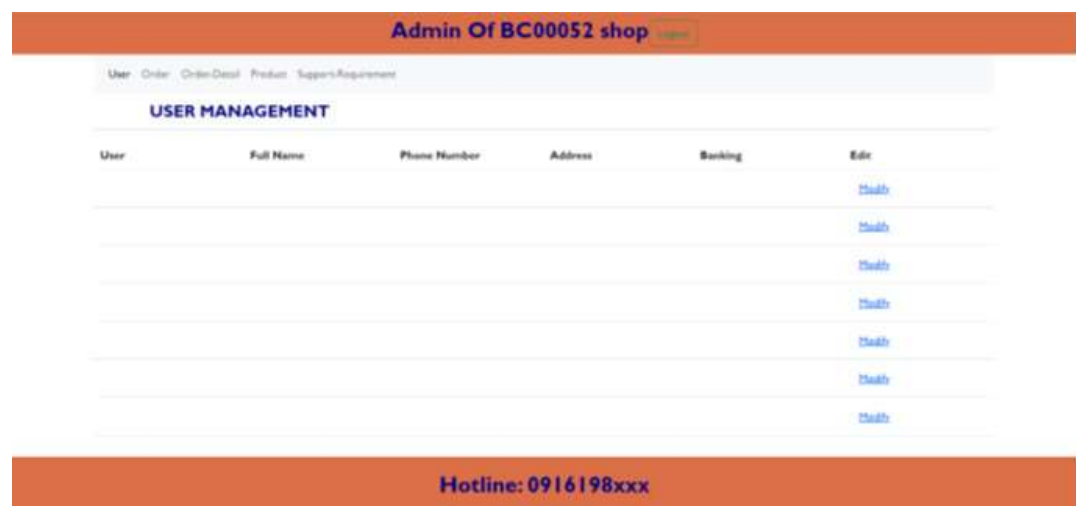 Admin Of BC00052 shop Logout
User Order Order-Detail Product Support-Requirement
USER MANAGEMENT
User Full Name Phone Number Address Banking Edit
Modify
Modify
Modify
Modify
Modify
Modify
Modify
Hotline: 0916198xxx